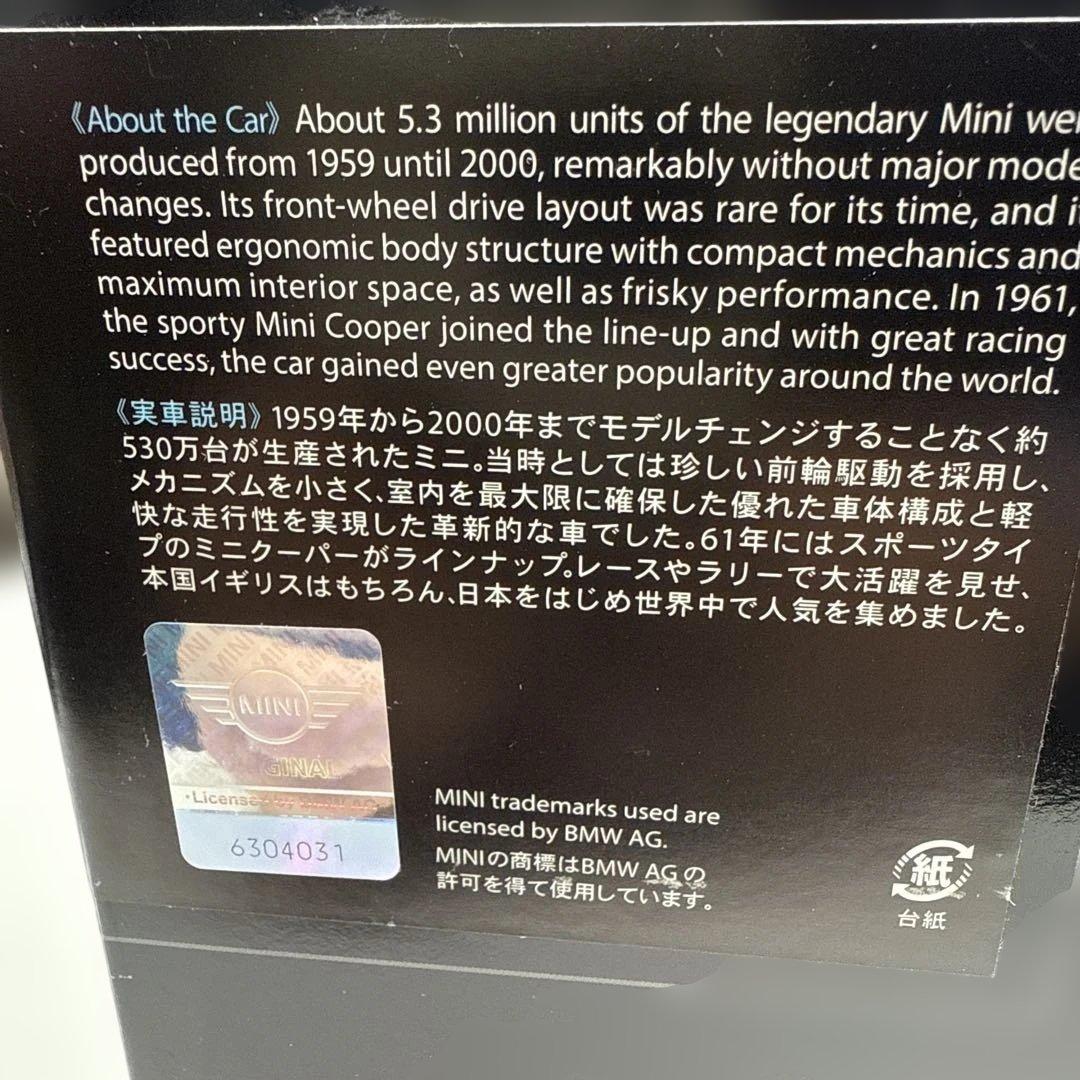 《About the Car》 About 5.3 million units of the legendary Mini wer
produced from 1959 until 2000, remarkably without major mode
changes. Its front-wheel drive layout was rare for its time, and i
featured ergonomic body structure with compact mechanics and
maximum interior space, as well as frisky performance. In 1961,
the sporty Mini Cooper joined the line-up and with great racing
success, the car gained even greater popularity around the world.
《実車説明》1959年から2000年までモデルチェンジすることなく約
530万台が生産されたミニ。当時としては珍しい前輪駆動を採用し、
メカニズムを小さく、室内を最大限に確保した優れた車体構成と軽
快な走行性を実現した革新的な車でした。61年にはスポーツタイ
プのミニクーパーがラインナップ。レースやラリーで大活躍を見せ、
本国イギリスはもちろん、日本をはじめ世界中で人気を集めました。
MINI
GINAL
•License
6304031
MINI trademarks used are
licensed by BMW AG.
MINIの商標はBMW AGの
許可を得て使用しています。
紙
台紙